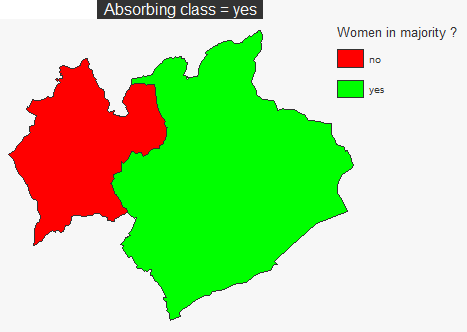 Absorbing class = yes
Women in majority ?
no
yes